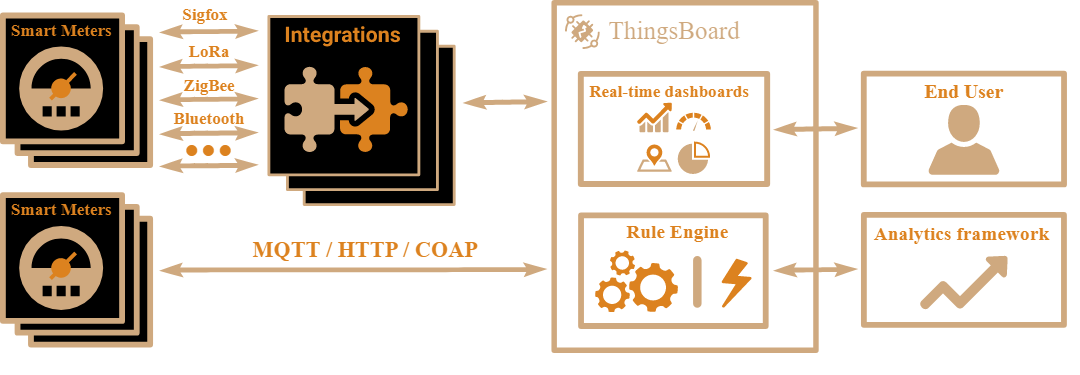 Smart Meters
Sigfox
LoRa
ZigBee
Bluetooth
Integrations
ThingsBoard
Real-time dashboards
End User
Smart Meters
MQTT / HTTP / COAP
Rule Engine
Analytics framework